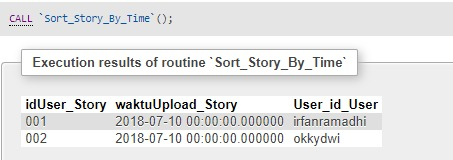 CALL `Sort_Story_By_Time`();
Execution results of routine `Sort_Story_By_Time`
idUser_Story waktuUpload_Story User_id_User
001 2018-07-10 00:00:00.000000 irfanramadhi
002 2018-07-10 00:00:00.000000 okkydwi